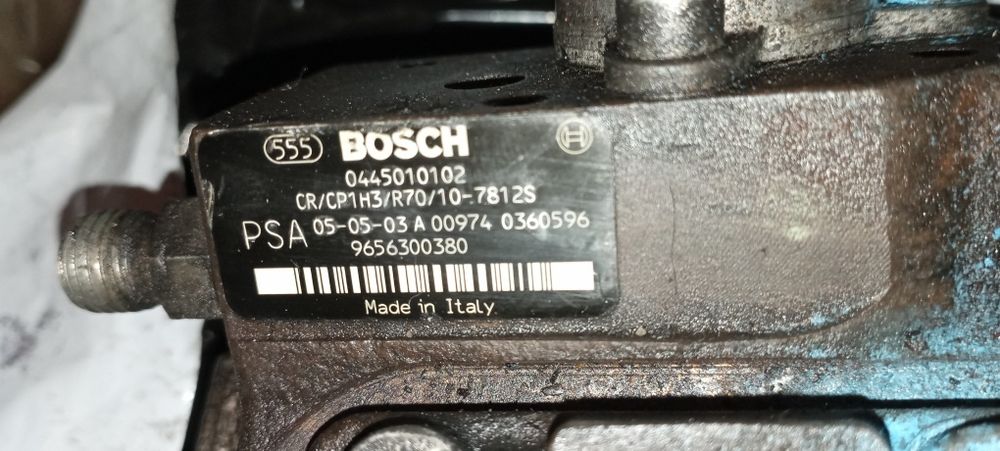 555 BOSCH
0445010102
CR/CP1H3/R70/10-7812S
PSA 05-05-03 A 00974 0360596
9656300380
Made in Italy